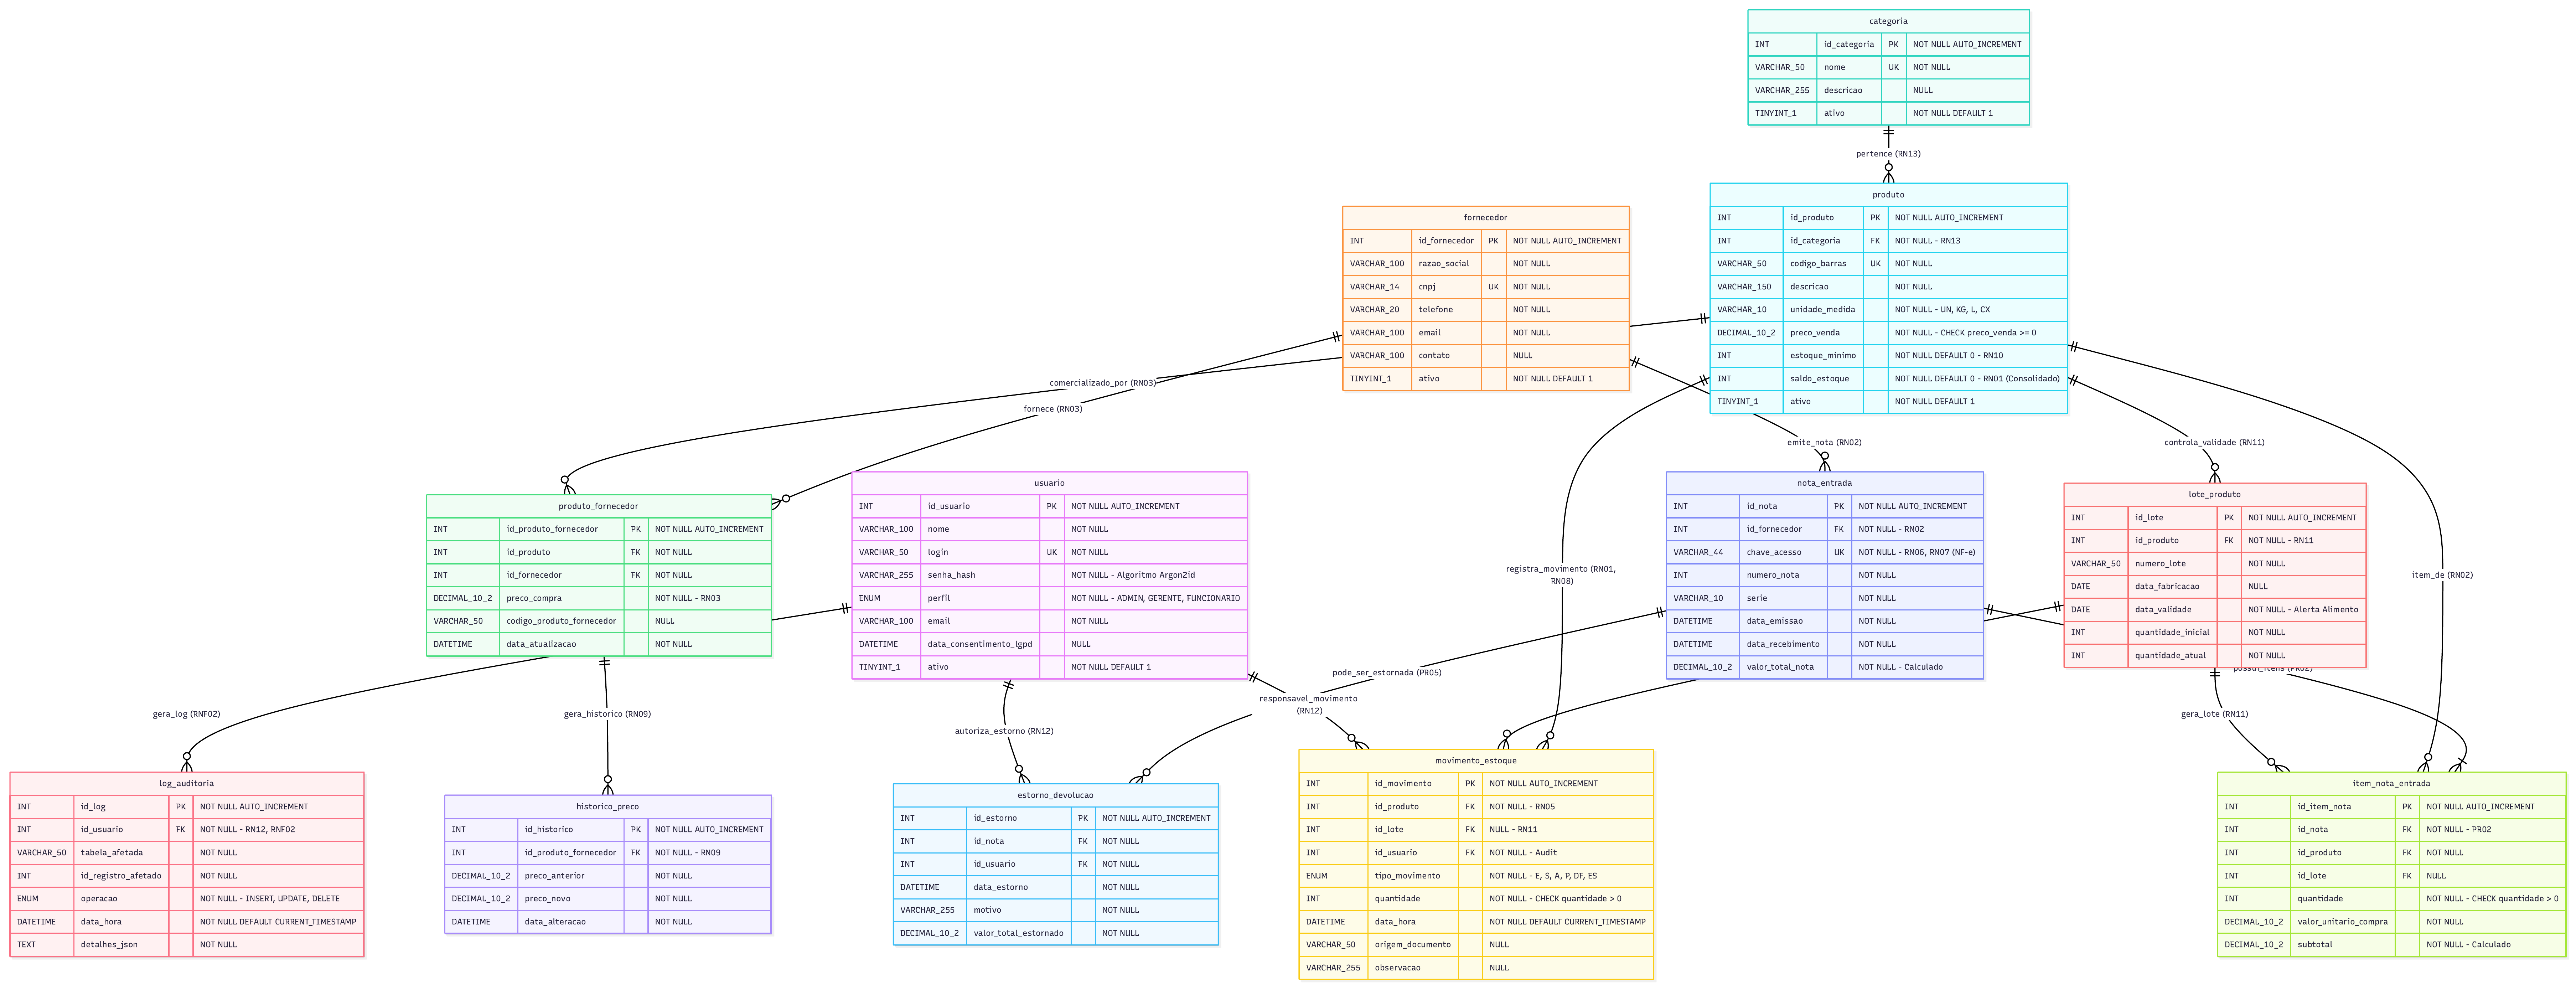 categoria
INT id_categoria PK NOT NULL AUTO_INCREMENT
VARCHAR_50 nome UK NOT NULL
VARCHAR_255 descricao NULL
TINYINT_1 ativo NOT NULL DEFAULT 1
pertence (RN13)
produto
INT id_produto PK NOT NULL AUTO_INCREMENT
INT id_categoria FK NOT NULL - RN13
VARCHAR_50 codigo_barras UK NOT NULL
VARCHAR_150 descricao NOT NULL
VARCHAR_10 unidade_medida NOT NULL - UN, KG, L, CX
DECIMAL_10_2 preco_venda NOT NULL - CHECK preco_venda >= 0
INT estoque_minimo NOT NULL DEFAULT 0 - RN10
INT saldo_estoque NOT NULL DEFAULT 0 - RN01 (Consolidado)
TINYINT_1 ativo NOT NULL DEFAULT 1
fornecedor
INT id_fornecedor PK NOT NULL AUTO_INCREMENT
VARCHAR_100 razao_social NOT NULL
VARCHAR_14 cnpj UK NOT NULL
VARCHAR_20 telefone NOT NULL
VARCHAR_100 email NOT NULL
VARCHAR_100 contato NULL
TINYINT_1 ativo NOT NULL DEFAULT 1
comercializado_por (RN03)
fornece (RN03)
emite_nota (RN02)
controla_validade (RN11)
produto_fornecedor
INT id_produto_fornecedor PK NOT NULL AUTO_INCREMENT
INT id_produto FK NOT NULL
INT id_fornecedor FK NOT NULL
DECIMAL_10_2 preco_compra NOT NULL - RN03
VARCHAR_50 codigo_produto_fornecedor NULL
DATETIME data_atualizacao NOT NULL
usuario
INT id_usuario PK NOT NULL AUTO_INCREMENT
VARCHAR_100 nome NOT NULL
VARCHAR_50 login UK NOT NULL
VARCHAR_255 senha_hash NOT NULL - Algoritmo Argon2id
ENUM perfil NOT NULL - ADMIN, GERENTE, FUNCIONARIO
VARCHAR_100 email NOT NULL
DATETIME data_consentimento_lgpd NULL
TINYINT_1 ativo NOT NULL DEFAULT 1
registra_movimento (RN01,
RN08)
nota_entrada
INT id_nota PK NOT NULL AUTO_INCREMENT
INT id_fornecedor FK NOT NULL - RN02
VARCHAR_44 chave_acesso UK NOT NULL - RN06, RN07 (NF-e)
INT numero_nota NOT NULL
VARCHAR_10 serie NOT NULL
DATETIME data_emissao NOT NULL
DATETIME data_recebimento NOT NULL
DECIMAL_10_2 valor_total_nota NOT NULL - Calculado
lote_produto
INT id_lote PK NOT NULL AUTO_INCREMENT
INT id_produto FK NOT NULL - RN11
VARCHAR_50 numero_lote NOT NULL
DATE data_fabricacao NULL
DATE data_validade NOT NULL - Alerta Alimento
INT quantidade_inicial NOT NULL
INT quantidade_atual NOT NULL
item_de (RN02)
possui_itens (PR02)
pode_ser_estornada (PR05)
responsavel_movimento
(RN12)
gera_log (RNF02)
gera_historico (RN09)
autoriza_estorno (RN12)
gera_lote (RN11)
log_auditoria
INT id_log PK NOT NULL AUTO_INCREMENT
INT id_usuario FK NOT NULL - RN12, RNF02
VARCHAR_50 tabela_afetada NOT NULL
INT id_registro_afetado NOT NULL
ENUM operacao NOT NULL - INSERT, UPDATE, DELETE
DATETIME data_hora NOT NULL DEFAULT CURRENT_TIMESTAMP
TEXT detalhes_json NOT NULL
historico_preco
INT id_historico PK NOT NULL AUTO_INCREMENT
INT id_produto_fornecedor FK NOT NULL - RN09
DECIMAL_10_2 preco_anterior NOT NULL
DECIMAL_10_2 preco_novo NOT NULL
DATETIME data_alteracao NOT NULL
estorno_devolucao
INT id_estorno PK NOT NULL AUTO_INCREMENT
INT id_nota FK NOT NULL
INT id_usuario FK NOT NULL
DATETIME data_estorno NOT NULL
VARCHAR_255 motivo NOT NULL
DECIMAL_10_2 valor_total_estornado NOT NULL
movimento_estoque
INT id_movimento PK NOT NULL AUTO_INCREMENT
INT id_produto FK NOT NULL - RN05
INT id_lote FK NULL - RN11
INT id_usuario FK NOT NULL - Audit
ENUM tipo_movimento NOT NULL - E, S, A, P, DF, ES
INT quantidade NOT NULL - CHECK quantidade > 0
DATETIME data_hora NOT NULL DEFAULT CURRENT_TIMESTAMP
VARCHAR_50 origem_documento NULL
VARCHAR_255 observacao NULL
item_nota_entrada
INT id_item_nota PK NOT NULL AUTO_INCREMENT
INT id_nota FK NOT NULL - PR02
INT id_produto FK NOT NULL
INT id_lote FK NULL
INT quantidade NOT NULL - CHECK quantidade > 0
DECIMAL_10_2 valor_unitario_compra NOT NULL
DECIMAL_10_2 subtotal NOT NULL - Calculado